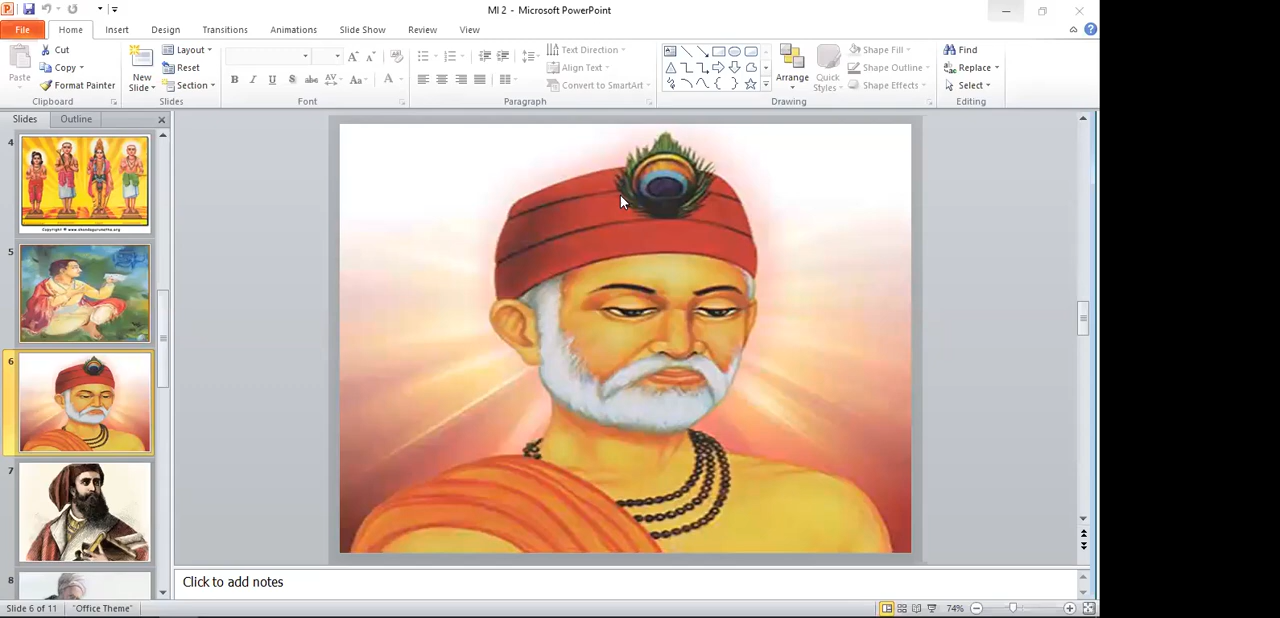 MI 2 - Microsoft PowerPoint
File Home Insert Design Transitions Animations Slide Show Review View
Paste Cut Copy Format Painter
New Slide Layout Reset Section
B I U S abc AV Aa A
Text Direction Align Text Convert to SmartArt
Arrange Quick Styles Shape Fill Shape Outline Shape Effects
Find Replace Select
Clipboard Slides Font Paragraph Drawing Editing
Slides Outline
4
5
6
7
8
Click to add notes
Slide 6 of 11 "Office Theme" 74%